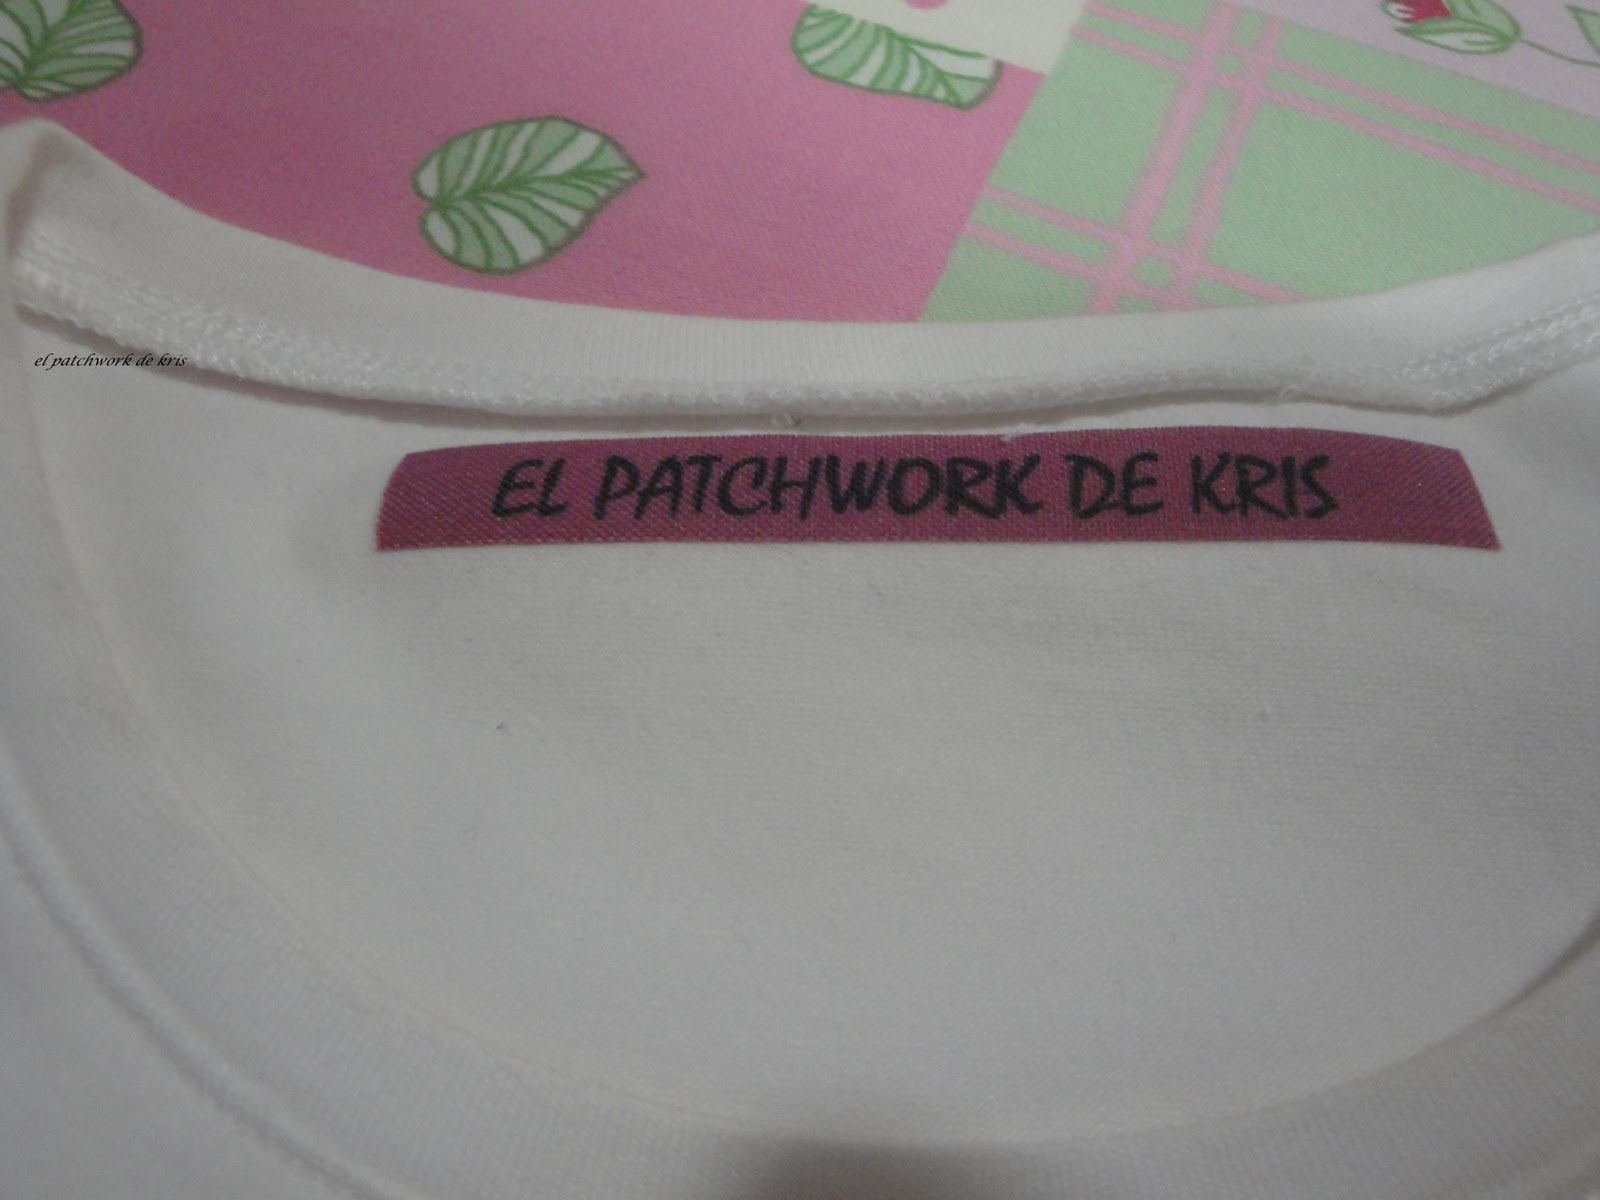 el patchwork de kris
EL PATCHWORK DE KRIS